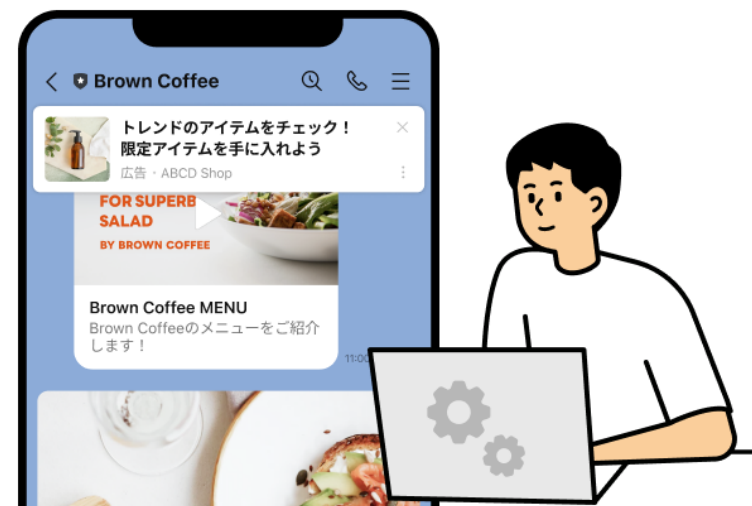 Brown Coffee
トレンドのアイテムをチェック！
限定アイテムを手に入れよう
広告・ABCD Shop
FOR SUPERB
SALAD
BY BROWN COFFEE
Brown Coffee MENU
Brown Coffeeのメニューをご紹介
します！
11:00